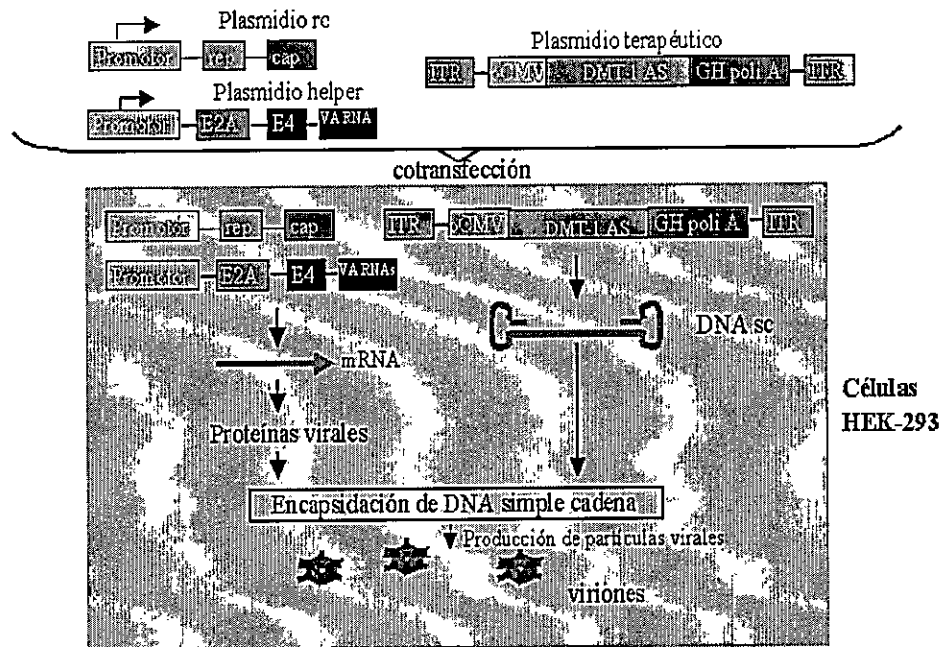 Plasmidio rc
Promotor rep cap
Plasmidio terapéutico
ITR CMV DMT-1 AS GH poli A ITR
Plasmidio helper
Promotor E2A E4 VA RNA
cotransfección
Promotor rep cap
ITR CMV DMT-1 AS GH poli A ITR
Promotor E2A E4 VA RNAs
DNA sc
mRNA
Células
HEK-293
Proteínas virales
Encapsidación de DNA simple cadena
Producción de partículas virales
viriones